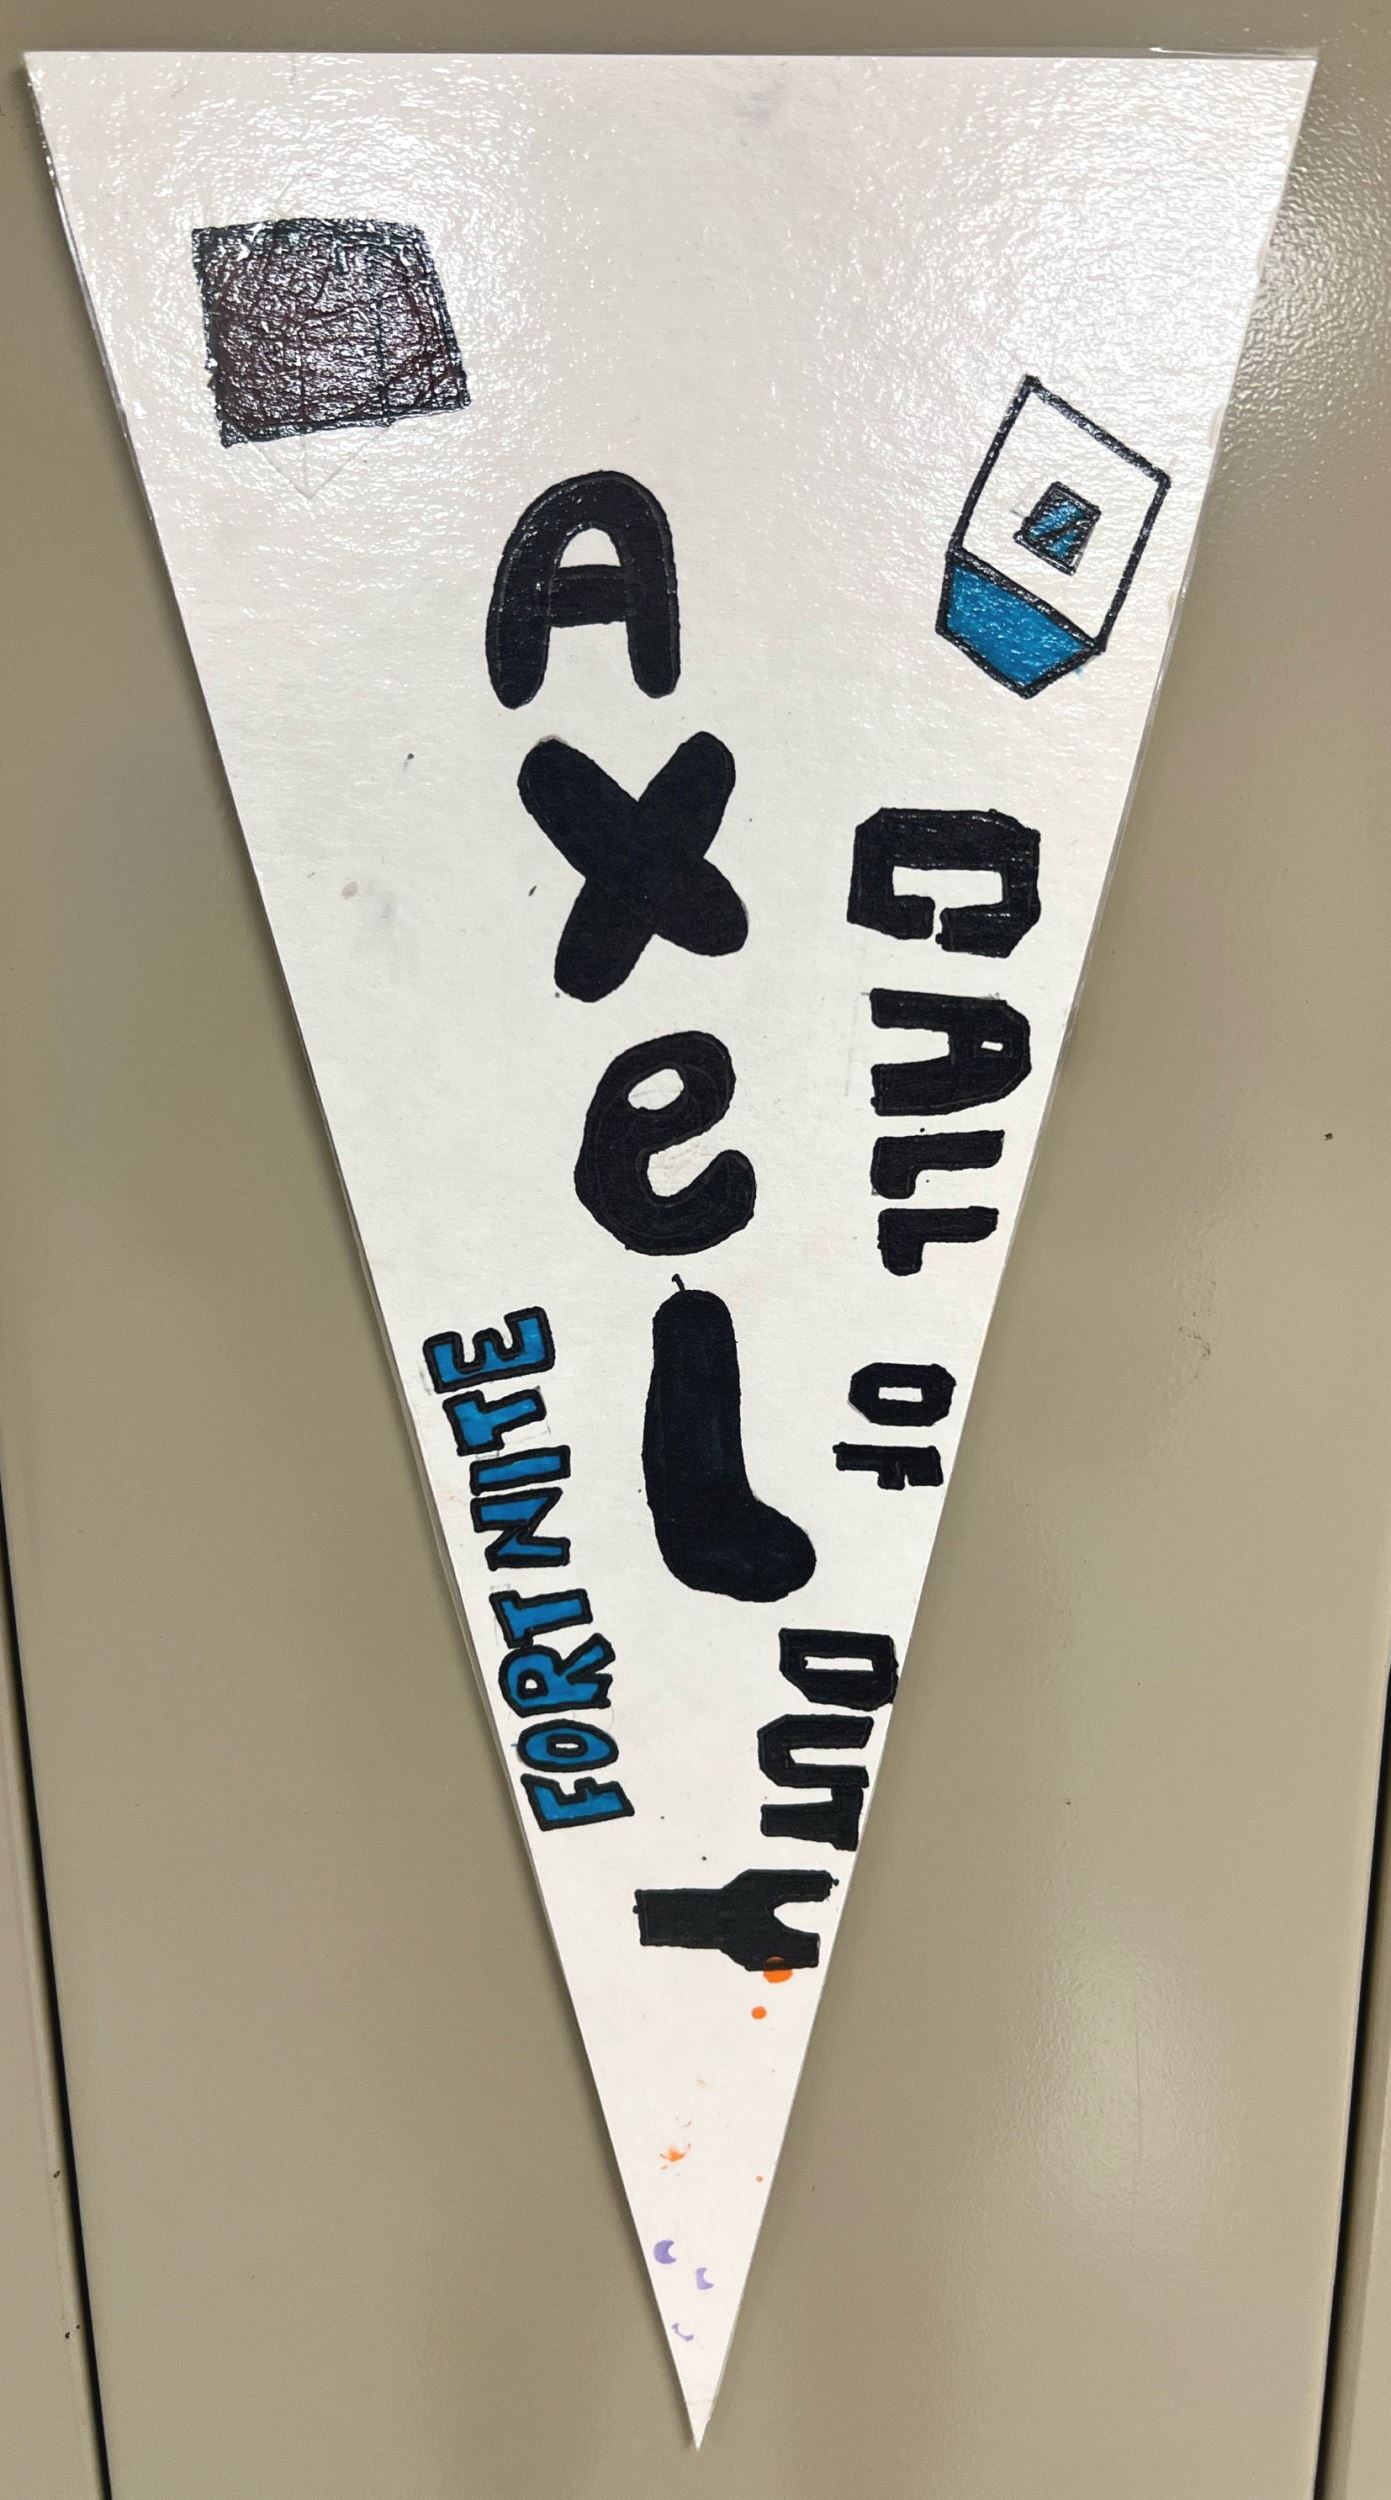 Axel
CALL OF DUTY
FORTNITE